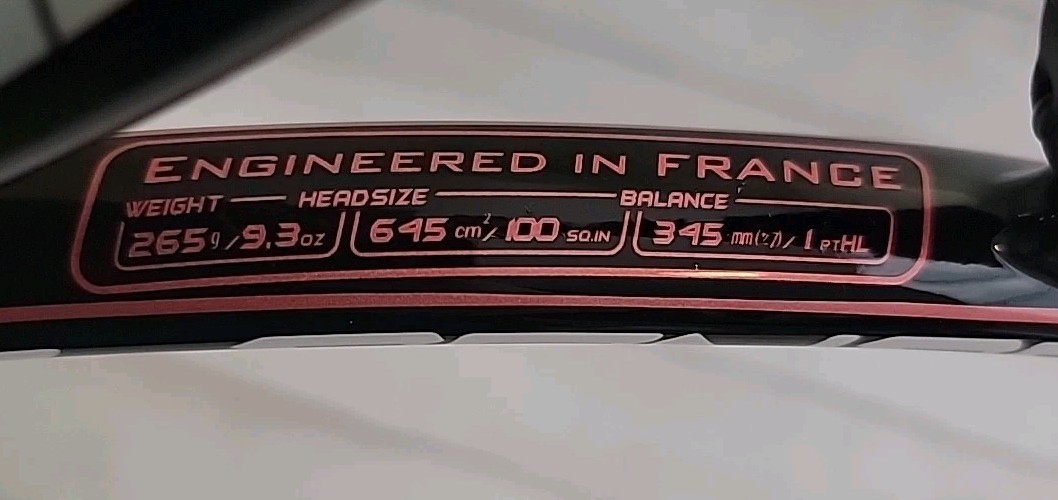 ENGINEERED IN FRANCE
WEIGHT HEADSIZE BALANCE
265g/9.3oz 645 cm²/100 SQ.IN 345 mm(±7)/1 PTHL